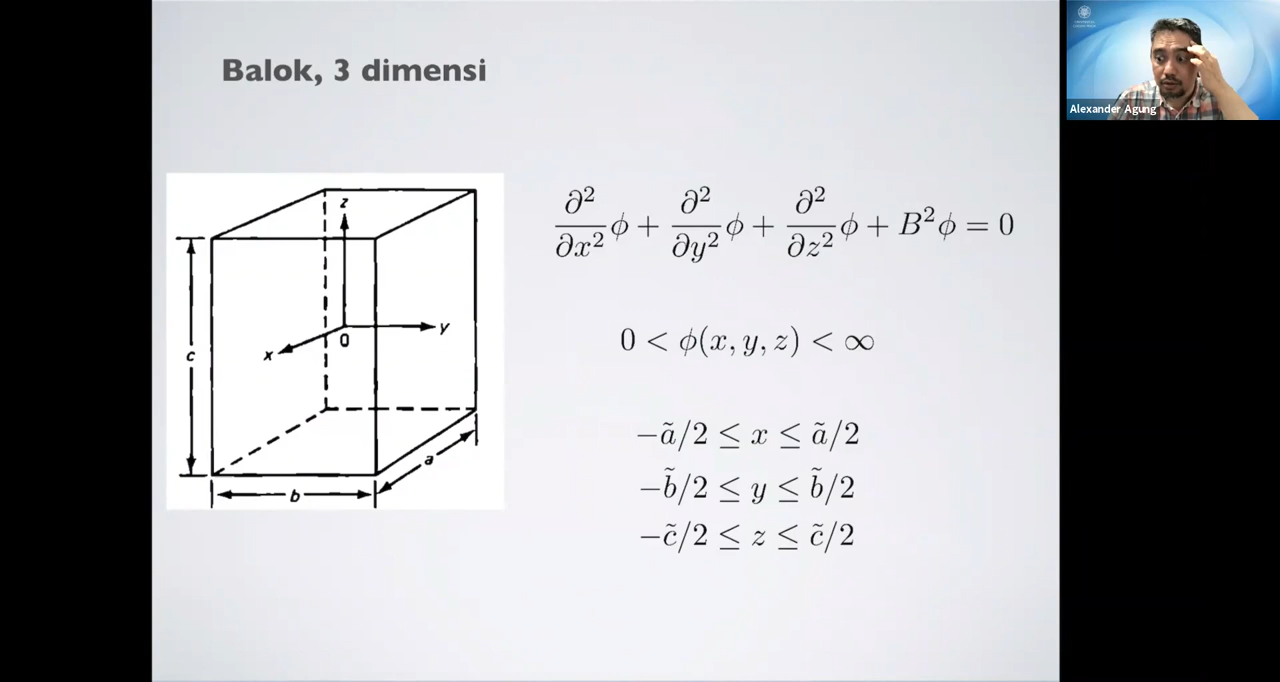 Balok, 3 dimensi
Alexander Agung
∂²/∂x² ϕ + ∂²/∂y² ϕ + ∂²/∂z² ϕ + B²ϕ = 0
0 < ϕ(x, y, z) < ∞
−ã/2 ≤ x ≤ ã/2
−b̃/2 ≤ y ≤ b̃/2
−c̃/2 ≤ z ≤ c̃/2
z
y
x
0
c
a
b